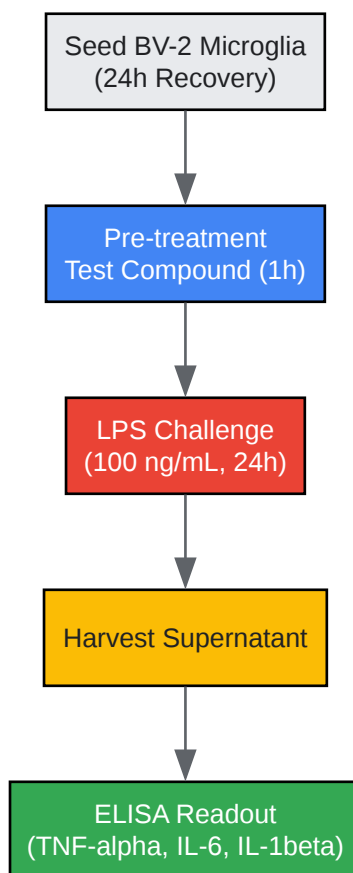 Seed BV-2 Microglia
(24h Recovery)
Pre-treatment
Test Compound (1h)
LPS Challenge
(100 ng/mL, 24h)
Harvest Supernatant
ELISA Readout
(TNF-alpha, IL-6, IL-1beta)